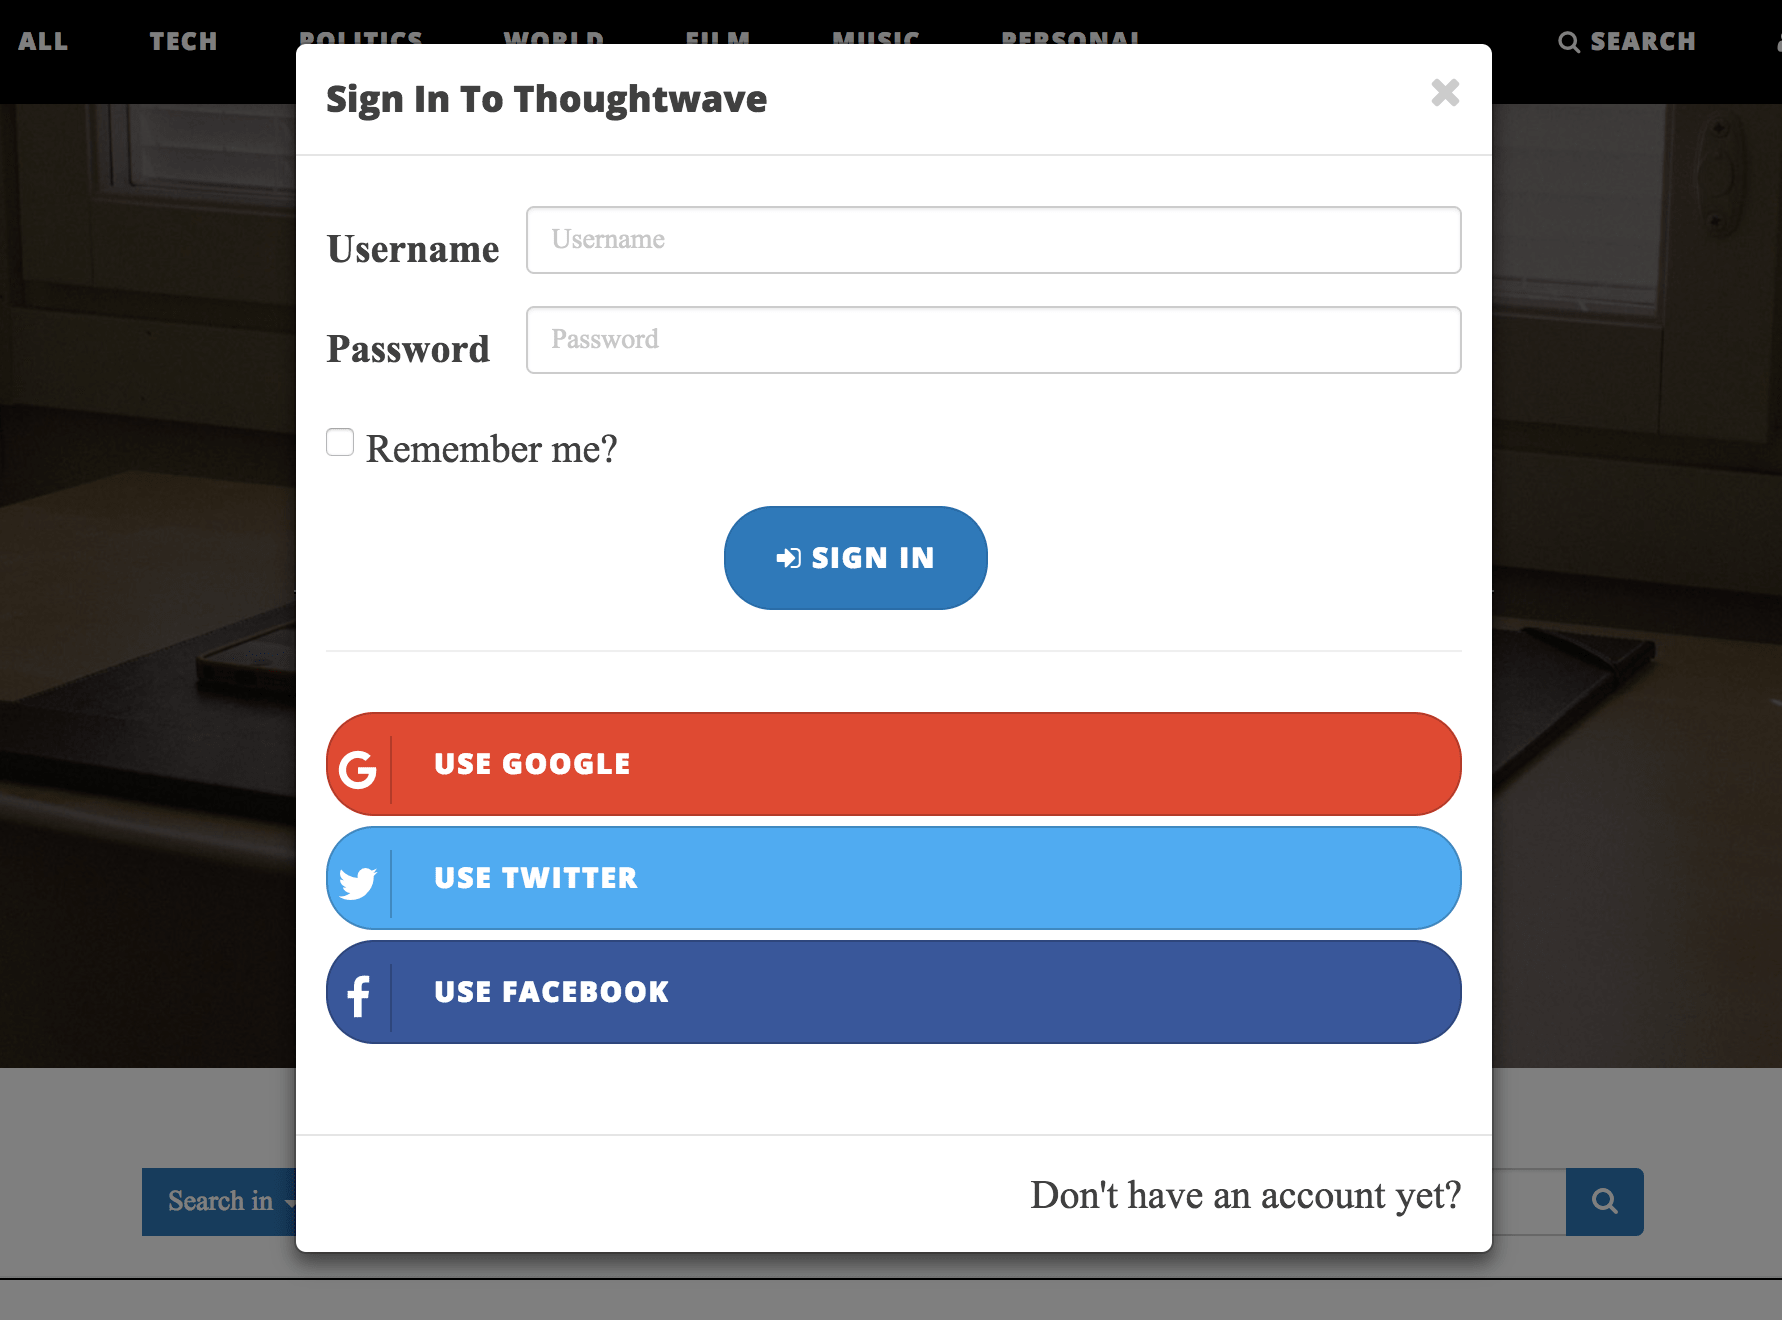 ALL TECH POLITICS WORLD FILM MUSIC PERSONAL SEARCH
Sign In To Thoughtwave
Username Username
Password Password
Remember me?
SIGN IN
USE GOOGLE
USE TWITTER
USE FACEBOOK
Don't have an account yet?
Search in